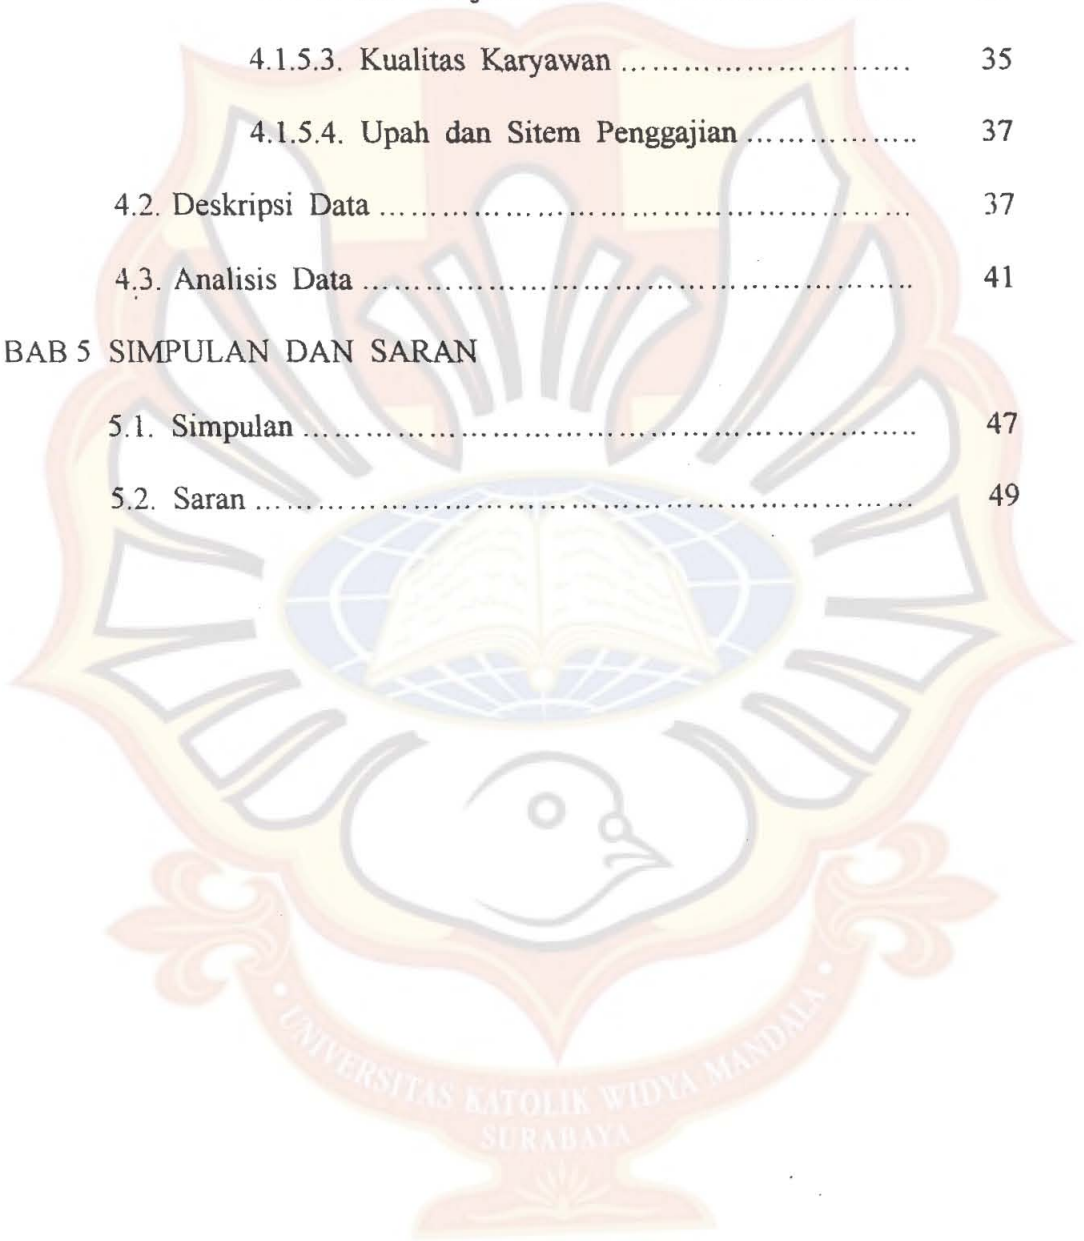 4.1.5.3. Kualitas Karyawan ........................ 35
4.1.5.4. Upah dan Sitem Penggajian ................ 37
4.2. Deskripsi Data ................................................ 37
4.3. Analisis Data .................................................. 41
BAB 5 SIMPULAN DAN SARAN
5.1. Simpulan ....................................................... 47
5.2. Saran ............................................................ 49
UNIVERSITAS KATOLIK WIDYA MANDALA
SURABAYA